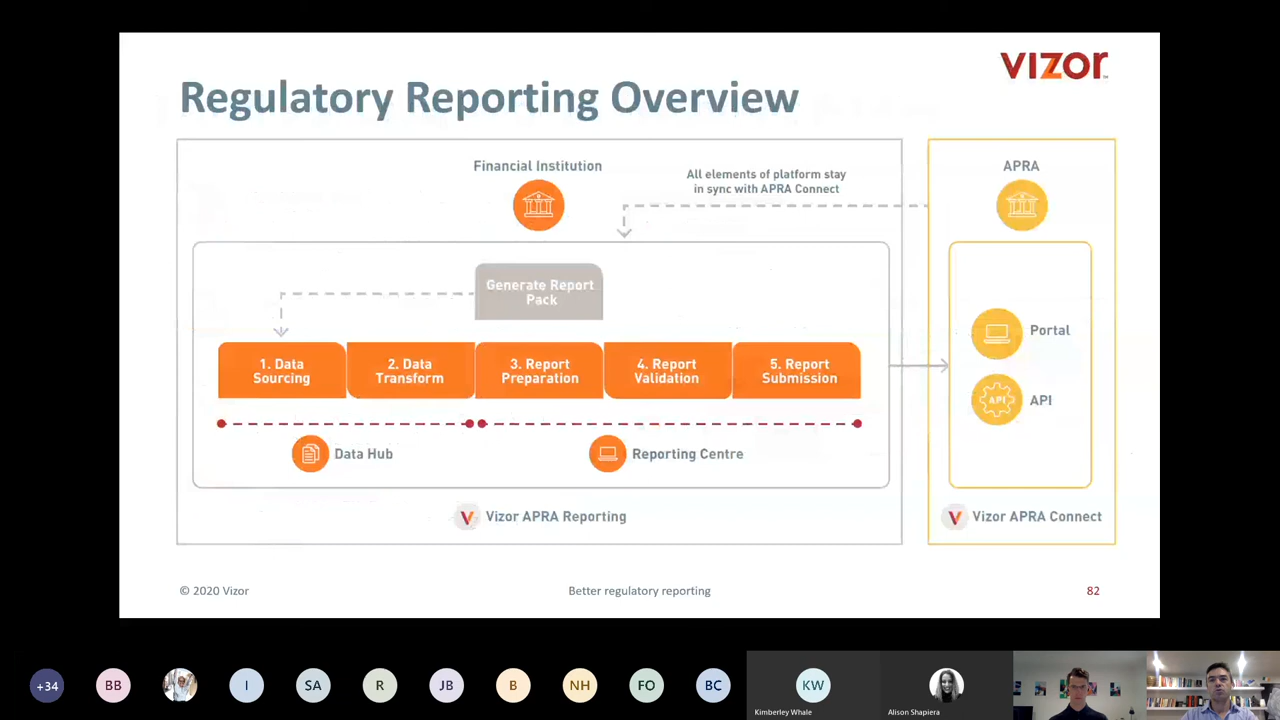 vizor
Regulatory Reporting Overview
Financial Institution
All elements of platform stay
in sync with APRA Connect
APRA
Generate Report
Pack
1. Data
Sourcing
2. Data
Transform
3. Report
Preparation
4. Report
Validation
5. Report
Submission
Portal
API
API
Data Hub
Reporting Centre
V Vizor APRA Reporting
V Vizor APRA Connect
© 2020 Vizor
Better regulatory reporting
82
+34
BB
I
SA
R
JB
B
NH
FO
BC
KW
Kimberley Whale
Alison Shapiera